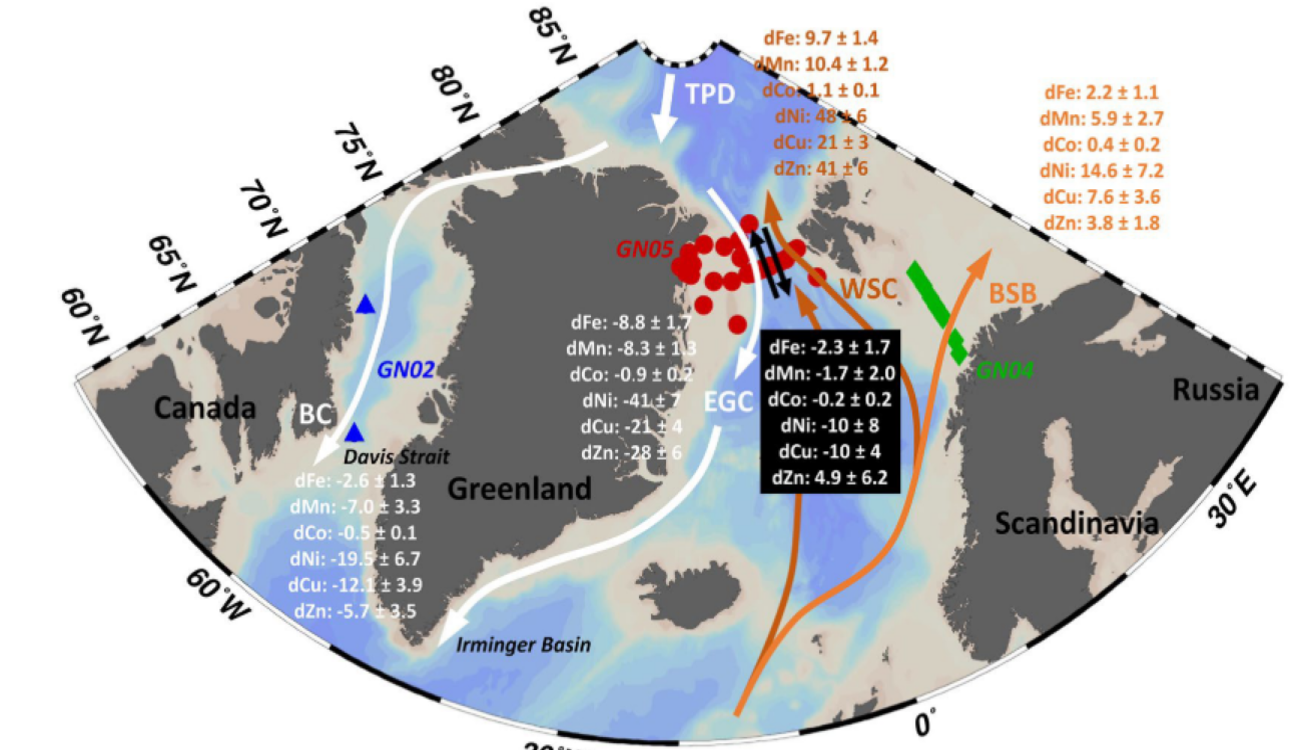 85°N
80°N
75°N
70°N
65°N
60°N
TPD
dFe: 9.7 ± 1.4
dMn: 10.4 ± 1.2
dCo: 1.1 ± 0.1
dNi: 48 ± 6
dCu: 21 ± 3
dZn: 41 ± 6
dFe: 2.2 ± 1.1
dMn: 5.9 ± 2.7
dCo: 0.4 ± 0.2
dNi: 14.6 ± 7.2
dCu: 7.6 ± 3.6
dZn: 3.8 ± 1.8
GN05
WSC
BSB
GN04
GN02
Canada
BC
Davis Strait
Greenland
EGC
Russia
Scandinavia
dFe: -8.8 ± 1.7
dMn: -8.3 ± 1.3
dCo: -0.9 ± 0.2
dNi: -41 ± 7
dCu: -21 ± 4
dZn: -28 ± 6
dFe: -2.3 ± 1.7
dMn: -1.7 ± 2.0
dCo: -0.2 ± 0.2
dNi: -10 ± 8
dCu: -10 ± 4
dZn: 4.9 ± 6.2
dFe: -2.6 ± 1.3
dMn: -7.0 ± 3.3
dCo: -0.5 ± 0.1
dNi: -19.5 ± 6.7
dCu: -12.1 ± 3.9
dZn: -5.7 ± 3.5
Irminger Basin
60°W
0°
30°E